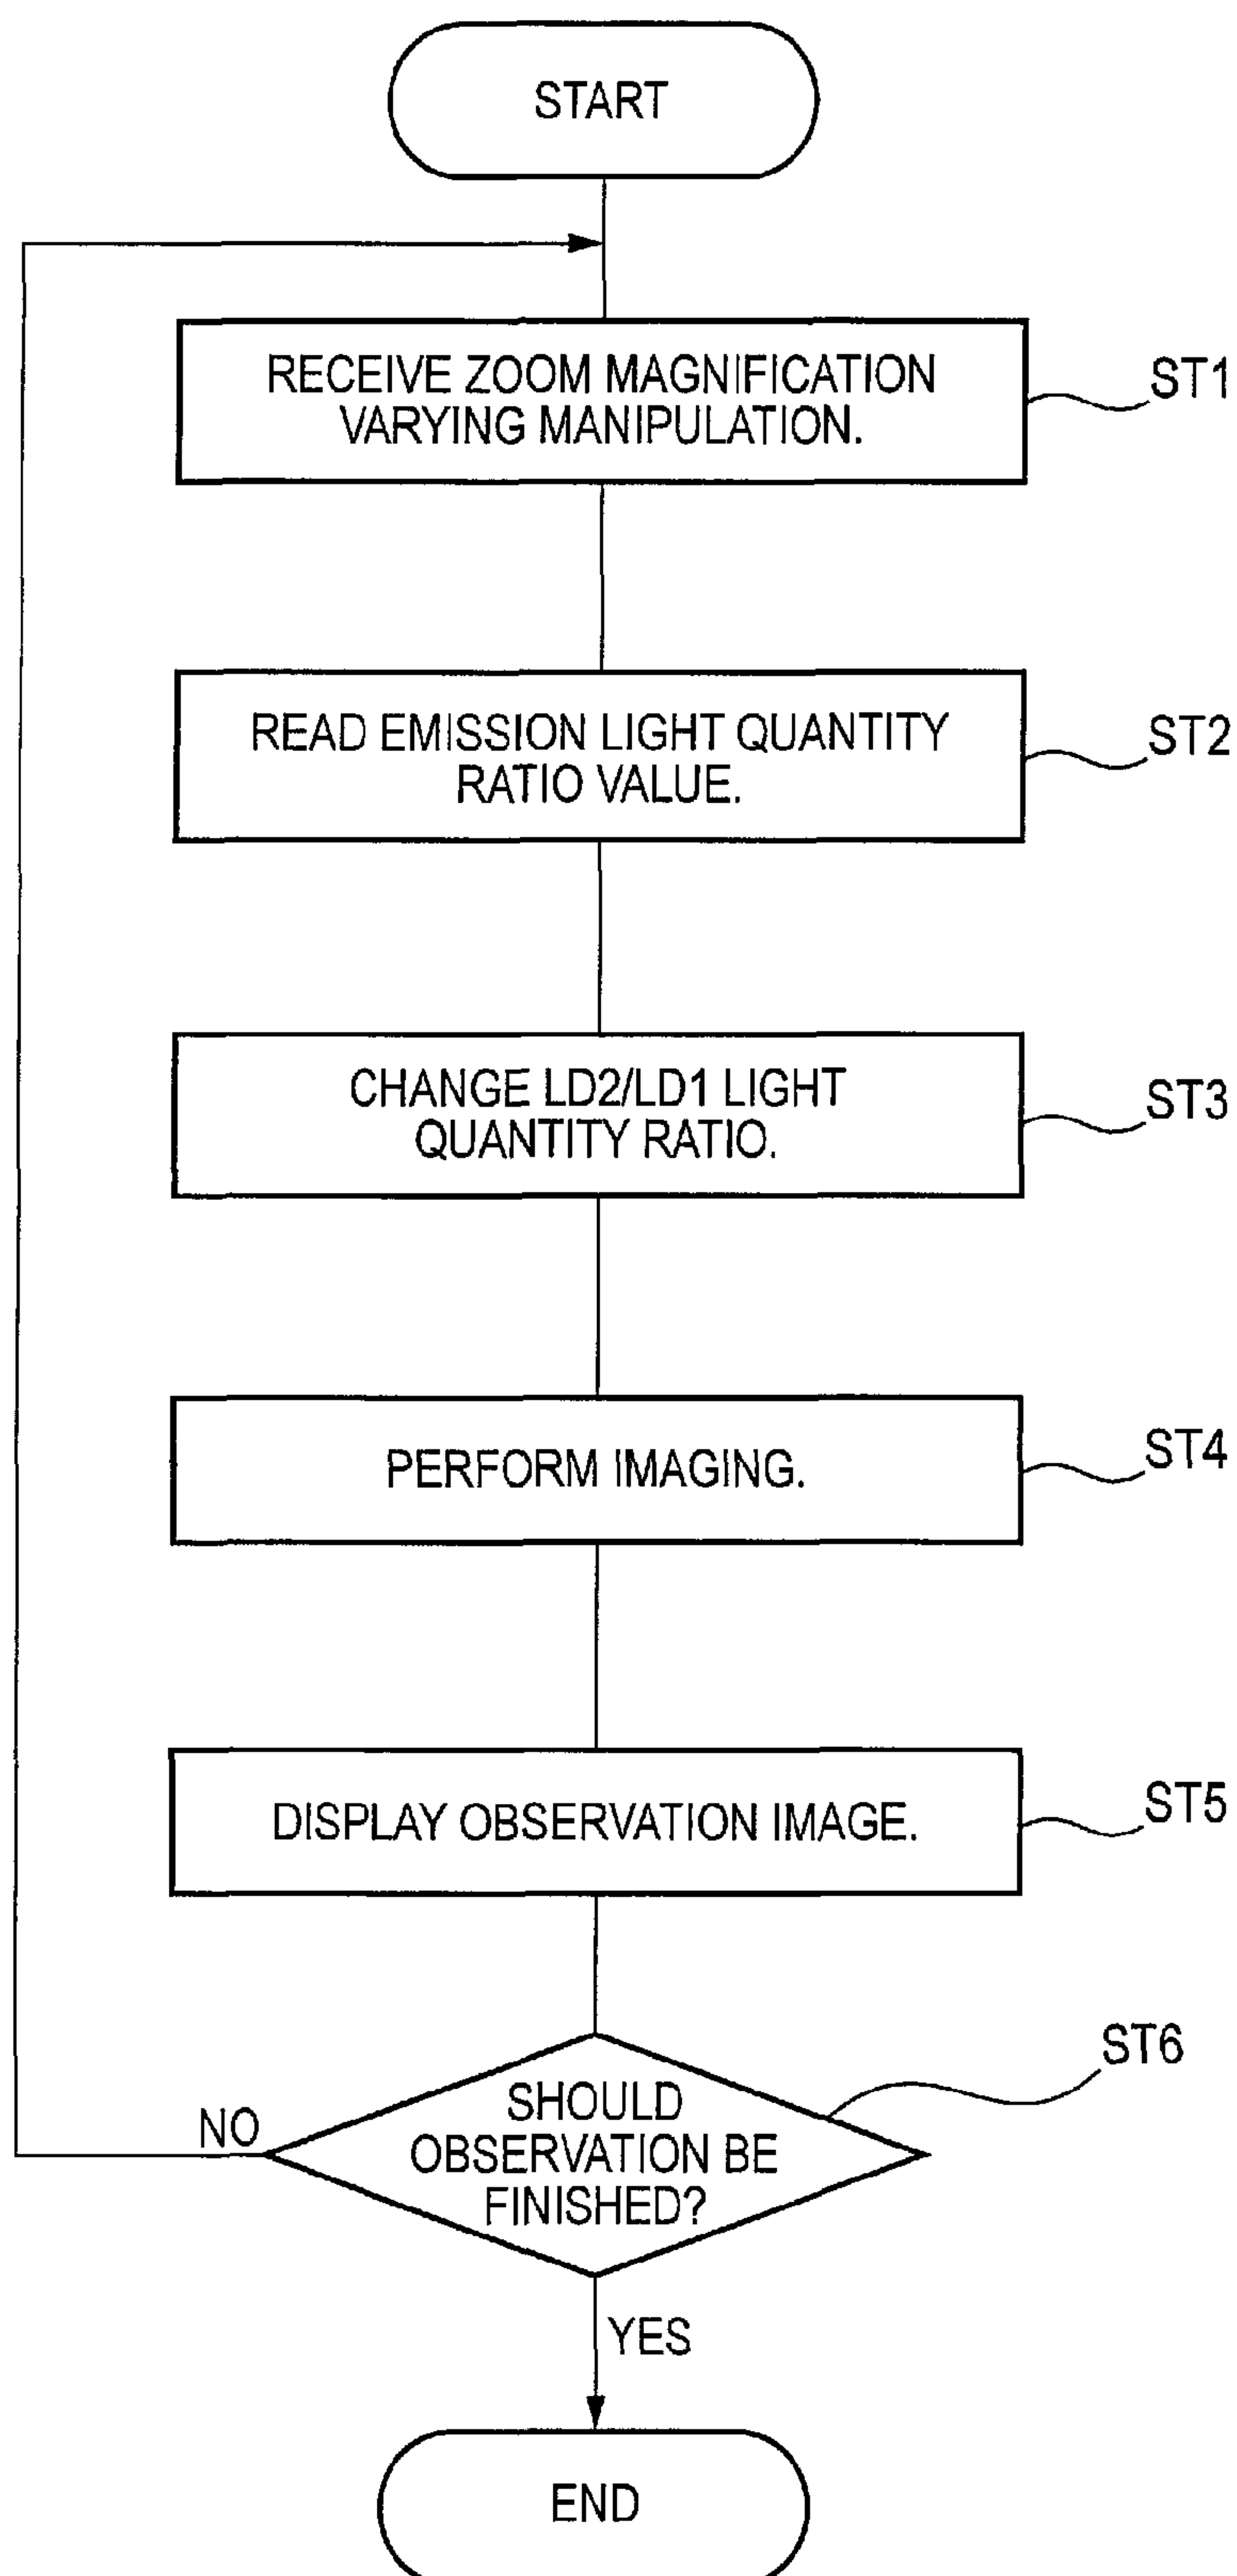 START
RECEIVE ZOOM MAGNIFICATION
VARYING MANIPULATION.
ST1
READ EMISSION LIGHT QUANTITY
RATIO VALUE.
ST2
CHANGE LD2/LD1 LIGHT
QUANTITY RATIO.
ST3
PERFORM IMAGING.
ST4
DISPLAY OBSERVATION IMAGE.
ST5
ST6
SHOULD
OBSERVATION BE
FINISHED?
NO
YES
END